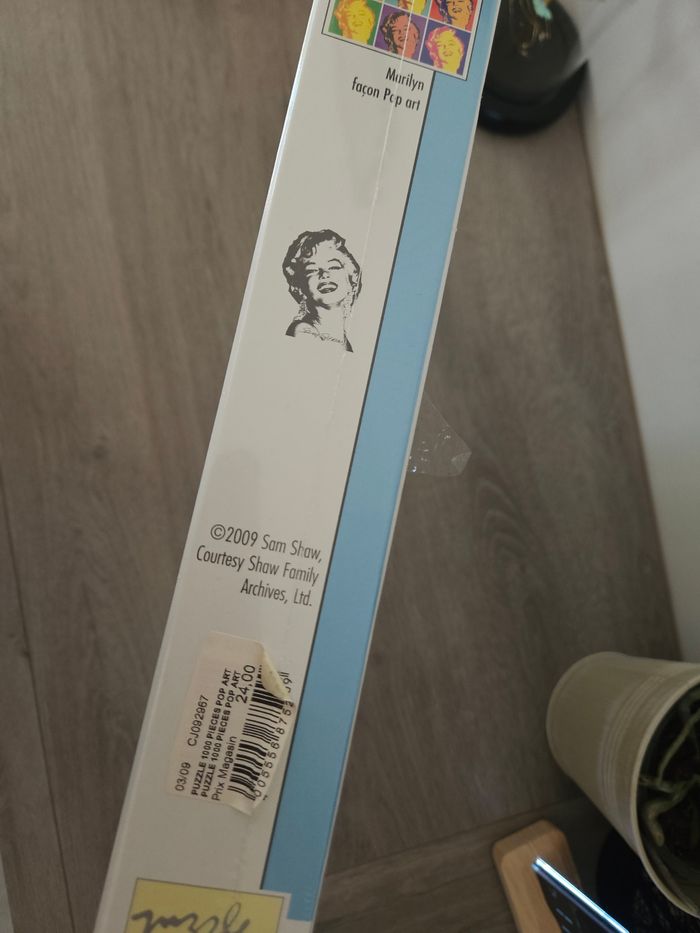 Marilyn
façon Pop art
©2009 Sam Shaw,
Courtesy Shaw Family
Archives, Ltd.
03/09 CJ092967
PUZZLE 1000 PIECES POP ART
PUZZLE 1000 PIECES POP ART
Prix Magasin 24,00